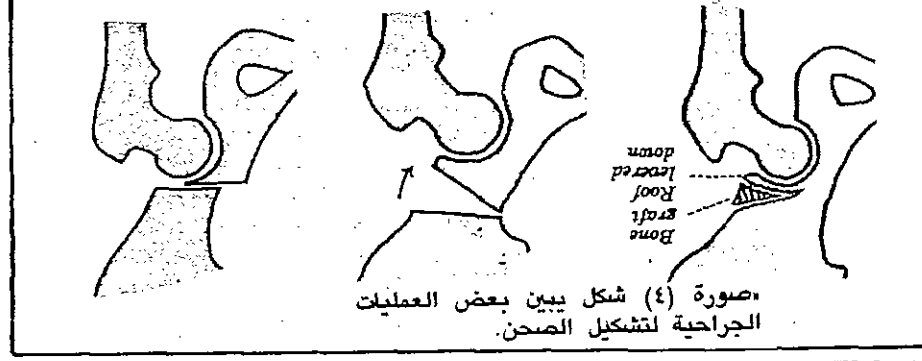 Bone
graft
Roof
levered
down
"صورة (٤) شكل يبين بعض العمليات
الجراحية لتشكيل الصحن.